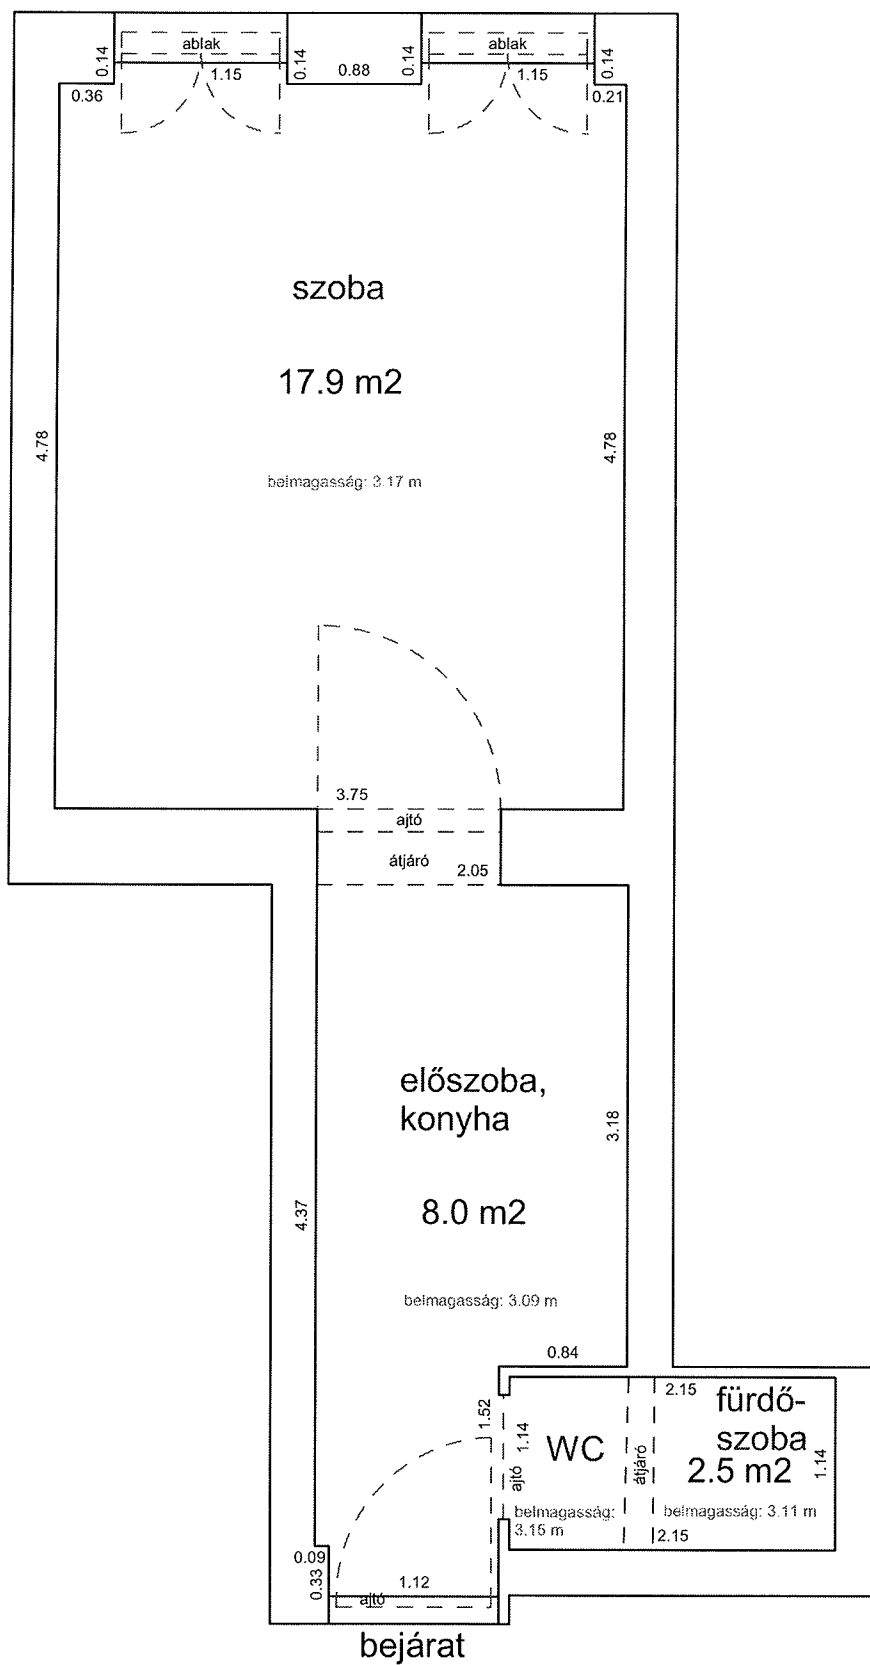 ablak
ablak
0.14
1.15
0.14
0.88
0.14
1.15
0.14
0.36
0.21
szoba
17.9 m2
4.78
4.78
belmagasság: 3.17 m
3.75
ajtó
átjáró
2.05
előszoba,
konyha
3.18
4.37
8.0 m2
belmagasság: 3.09 m
0.84
2.15
fürdő-
szoba
1.52
1.14
WC
átjáró
2.5 m2
1.14
ajtó
belmagasság:
3.15 m
belmagasság: 3.11 m
2.15
0.09
0.33
1.12
ajtó
bejárat